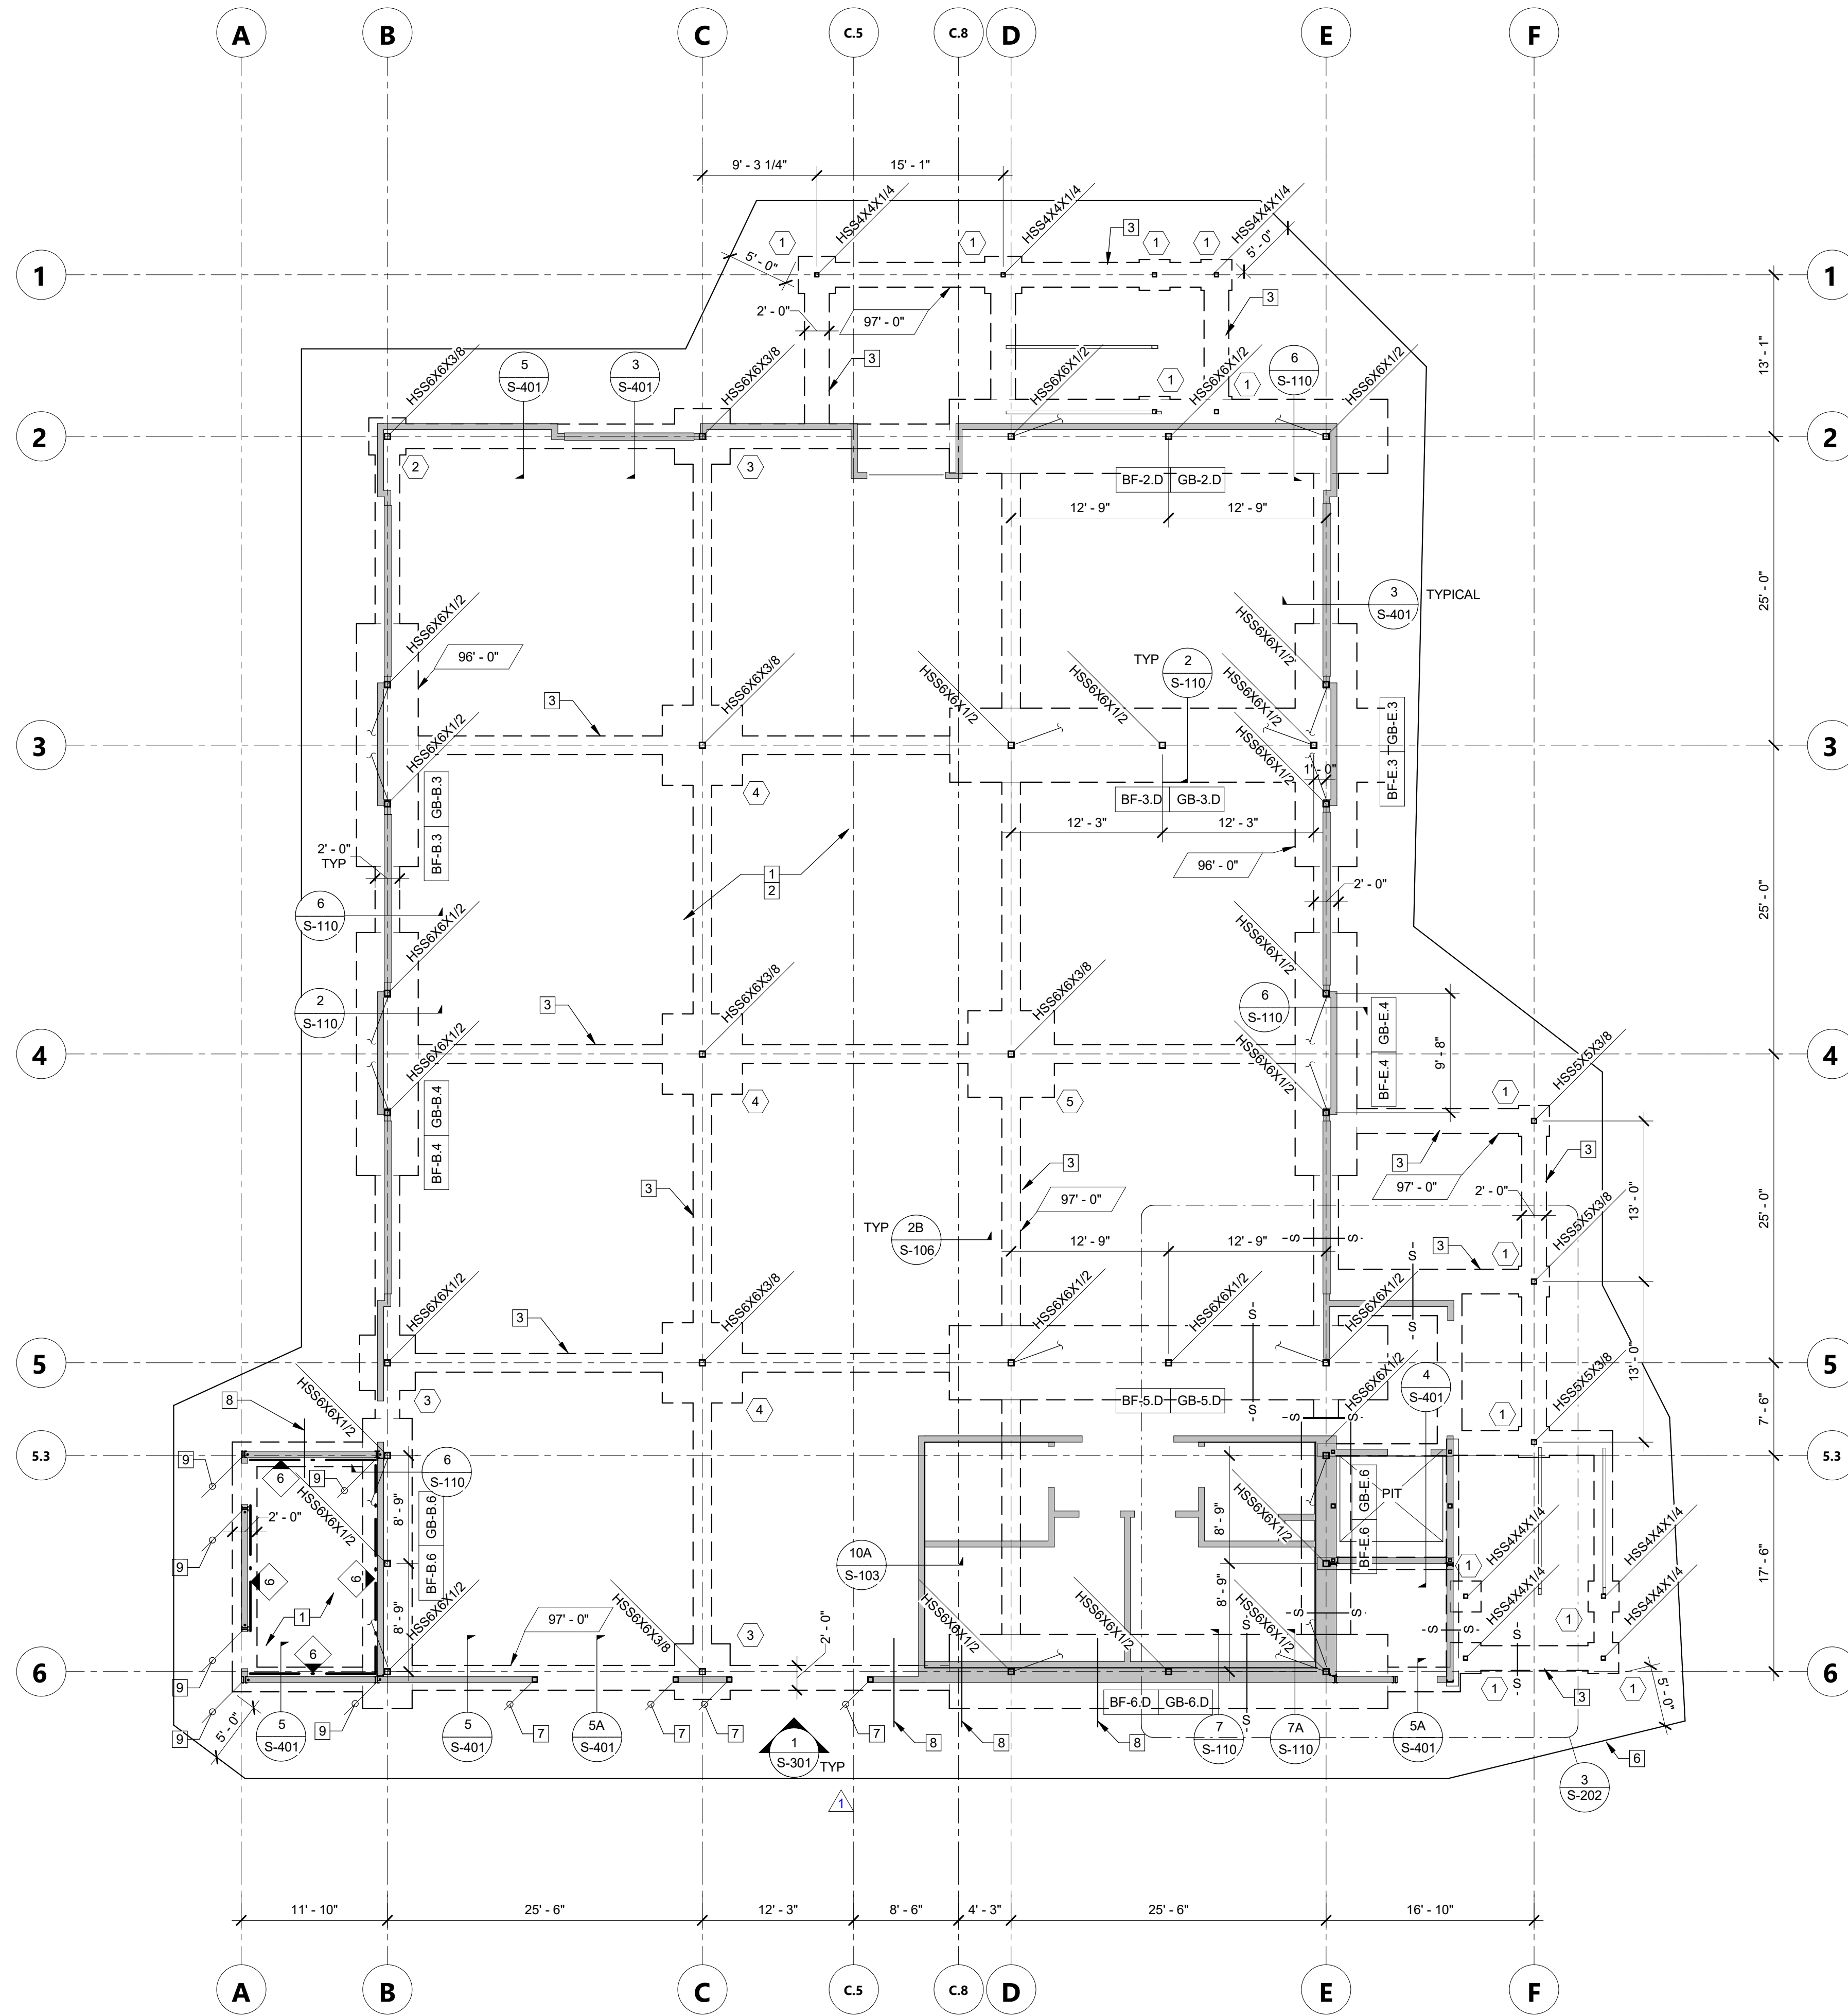 A B C C.5 C.8 D E F
9' - 3 1/4" 15' - 1"
HSS4X4X1/4 HSS4X4X1/4 HSS4X4X1/4
3
1 1 1 1
5' - 0" 5' - 0"
1 1
3
2' - 0" 97' - 0"
13' - 1"
3
HSS6X6X3/8 HSS6X6X3/8 HSS6X6X1/2 HSS6X6X1/2 HSS6X6X1/2
5 3 6
S-401 S-401 S-110
1 1
2 2
2 3
BF-2.D GB-2.D
12' - 9" 12' - 9"
25' - 0"
3
S-401
TYPICAL
HSS6X6X1/2 HSS6X6X1/2
96' - 0"
TYP
2
S-110
3
HSS6X6X1/2 HSS6X6X3/8 HSS6X6X1/2 HSS6X6X1/2 HSS6X6X1/2 HSS6X6X1/2
BF-E.3 GB-E.3
3 3
1' - 0"
BF-B.3 GB-B.3
4
BF-3.D GB-3.D
12' - 3" 12' - 3"
2' - 0"
TYP
96' - 0"
1
2
2' - 0"
25' - 0"
6
S-110
HSS6X6X1/2 HSS6X6X1/2
2
S-110
3
6
S-110
HSS6X6X1/2 HSS6X6X3/8 HSS6X6X3/8 HSS6X6X1/2
BF-E.4 GB-E.4
9' - 8"
HSS5X5X3/8
4 4
BF-B.4 GB-B.4
4 5 1
3 3 3 3
97' - 0" 97' - 0"
2' - 0"
13' - 0"
25' - 0"
HSS5X5X3/8
TYP
2B
S-106
12' - 9" 12' - 9"
S S
S
3
1
HSS6X6X1/2 HSS6X6X3/8 HSS6X6X1/2 HSS6X6X1/2 HSS6X6X1/2
S
S
3
5 5
13' - 0"
HSS5X5X3/8
HSS6X6X1/2 HSS6X6X1/2
4
S-401
7' - 6"
8
3 4
BF-5.D GB-5.D
S
S S
1
5.3 5.3
9 6 9
6
S-110
HSS6X6X1/2
8' - 9"
BF-B.6 GB-B.6
PIT
BF-E.6 GB-E.6
8' - 9"
HSS6X6X1/2
HSS4X4X1/4 HSS4X4X1/4
2' - 0"
9
10A
S-103
1
17' - 6"
6 6
1
8' - 9"
HSS6X6X1/2
97' - 0"
HSS6X6X3/8
3
2' - 0"
HSS6X6X1/2 HSS6X6X1/2 HSS6X6X1/2
8' - 9"
S S
S
S S
S
HSS4X4X1/4 HSS4X4X1/4
1
6
6 6
9
S
1 3 1
5' - 0"
9
5' - 0"
9
5
S-401
5
S-401
7
5A
S-401
7 7
1
S-301
TYP
7
8 8 8
BF-6.D GB-6.D
7
S-110
S
7A
S-110
5A
S-401
6
3
S-202
1
11' - 10" 25' - 6" 12' - 3" 8' - 6" 4' - 3" 25' - 6" 16' - 10"
A B C C.5 C.8 D E F